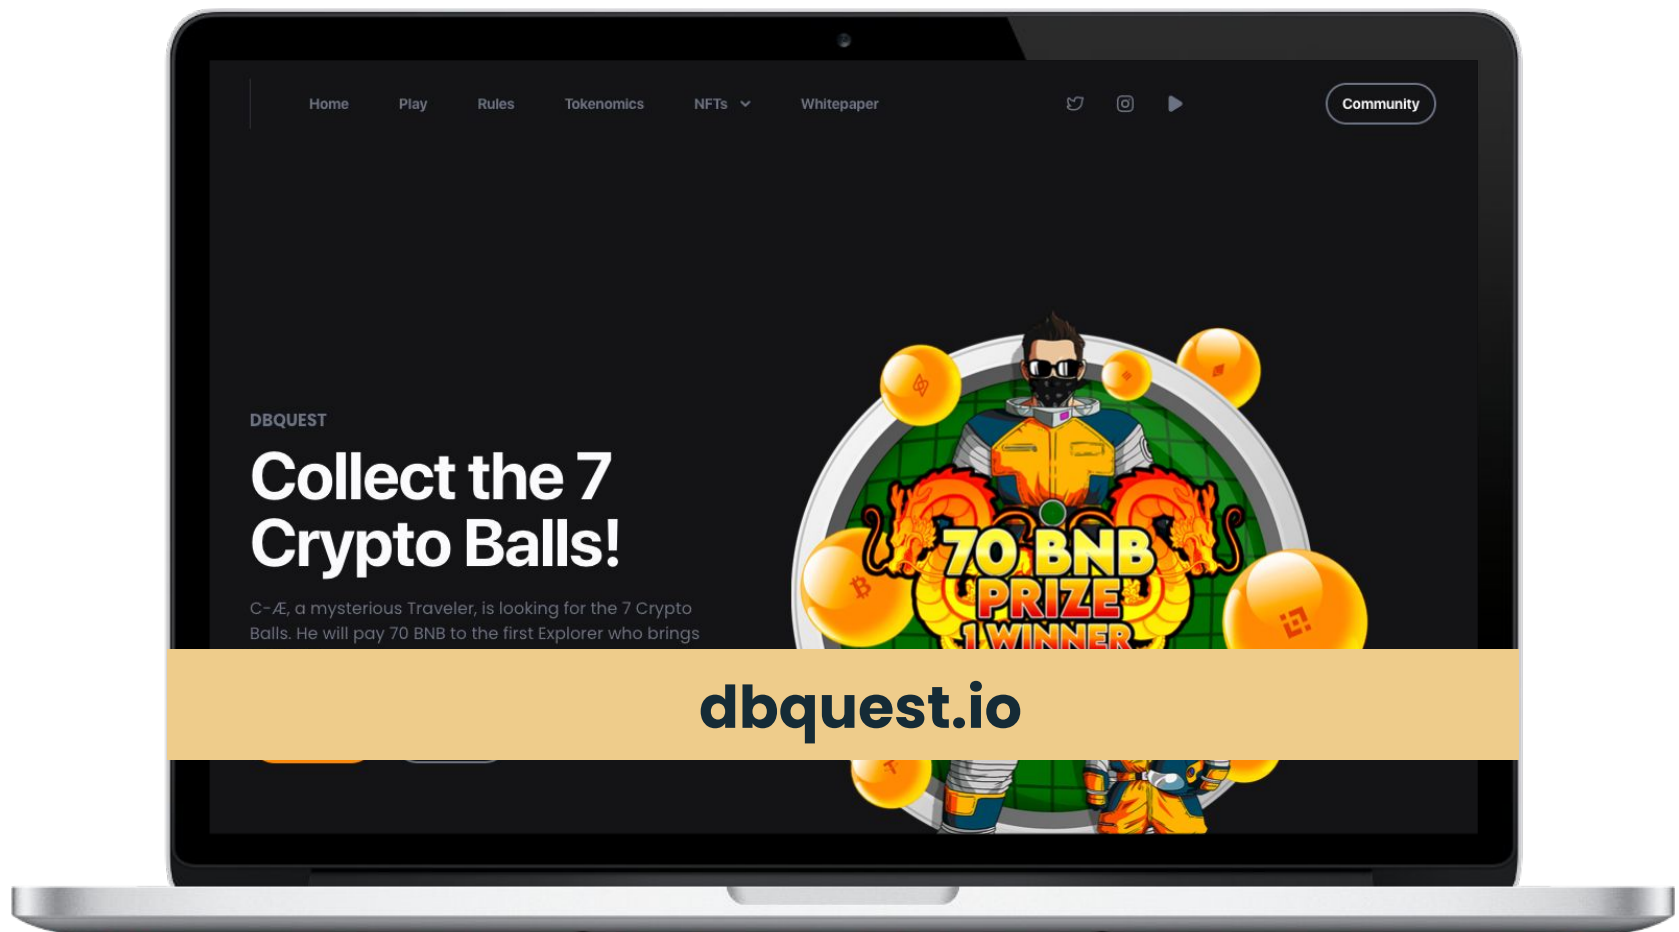 Home Play Rules Tokenomics NFTs Whitepaper Community
DBQUEST
Collect the 7
Crypto Balls!
C-Æ, a mysterious Traveler, is looking for the 7 Crypto
Balls. He will pay 70 BNB to the first Explorer who brings
70 BNB
PRIZE
1 WINNER
dbquest.io